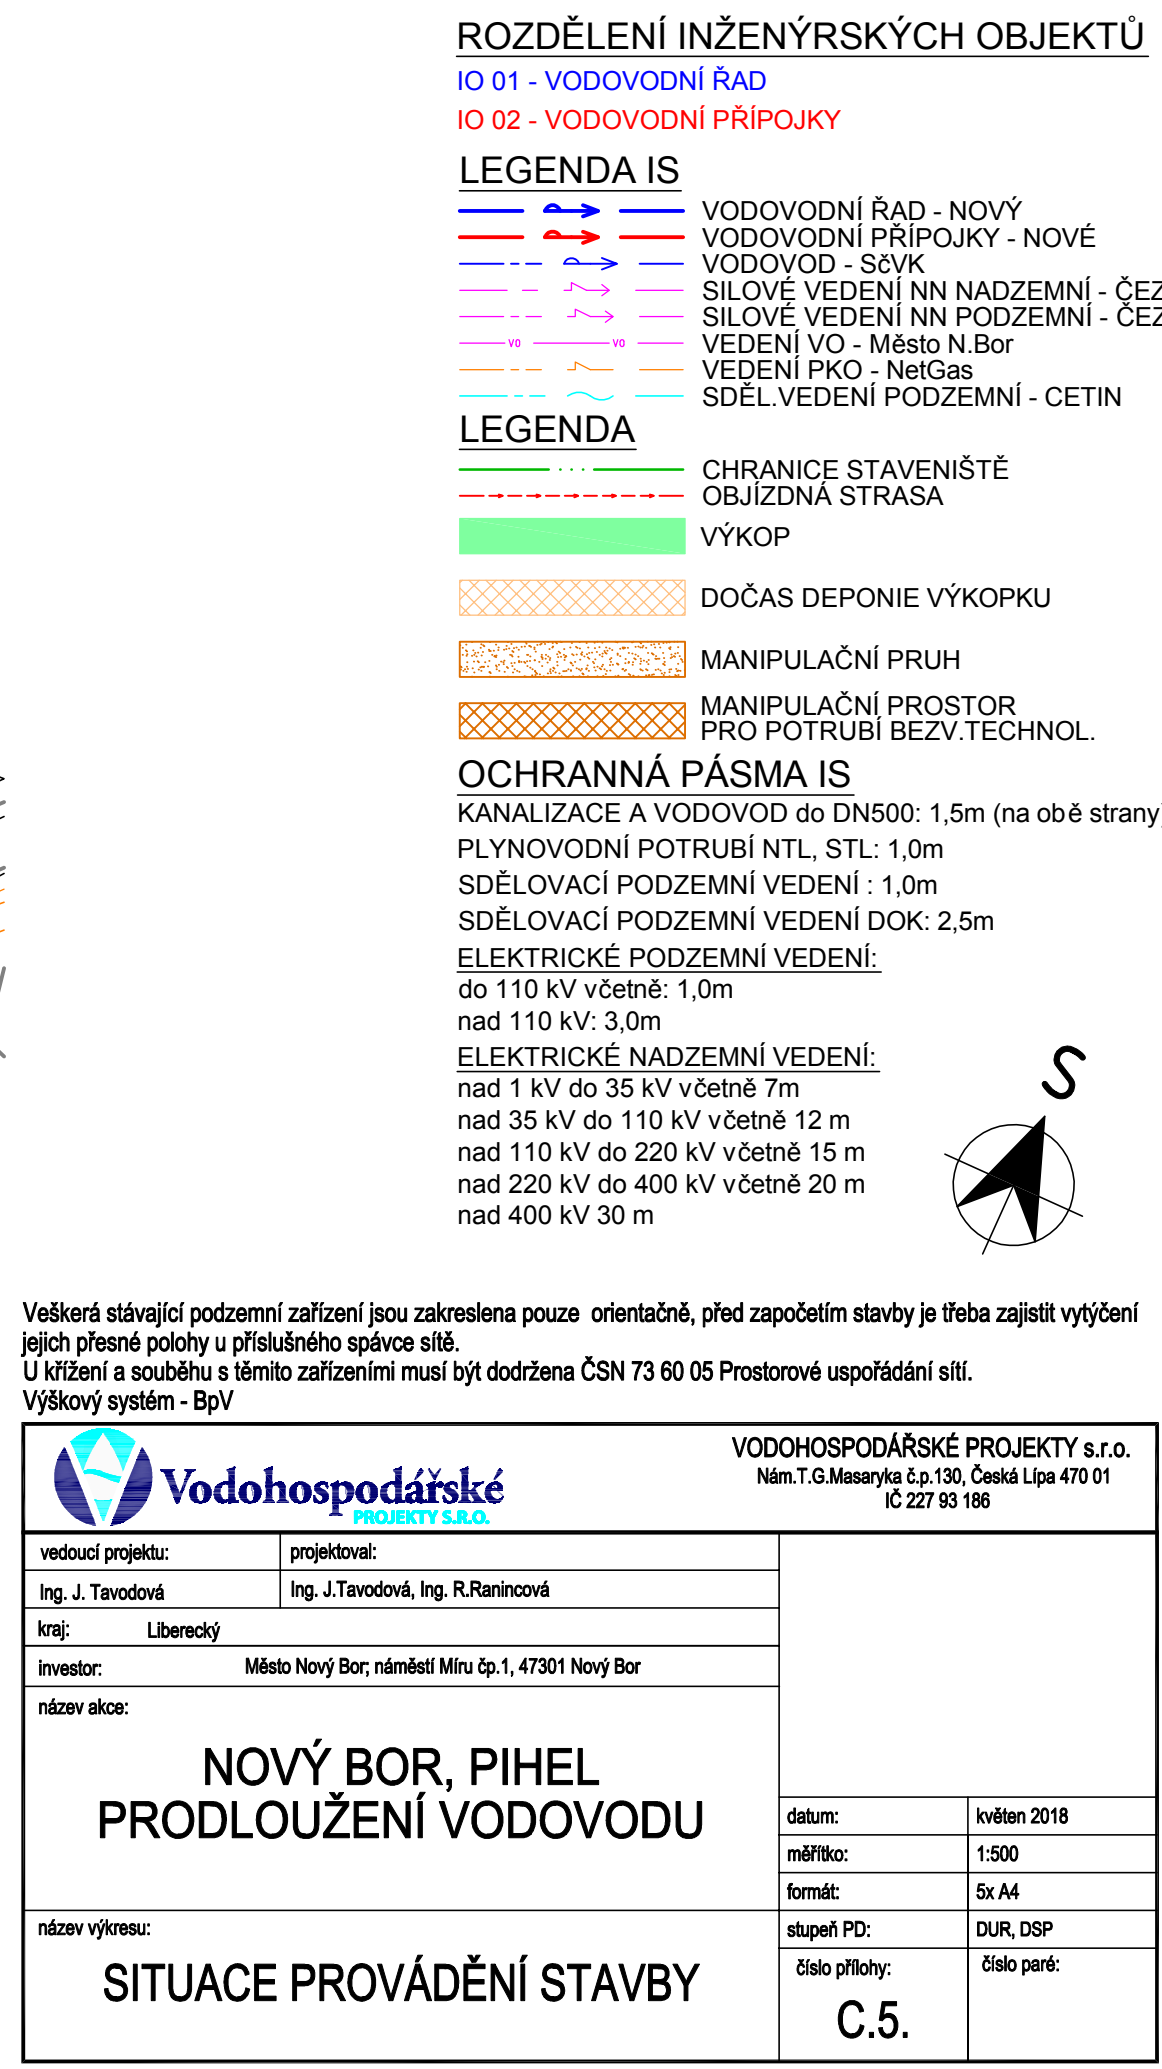 ROZDĚLENÍ INŽENÝRSKÝCH OBJEKTŮ
IO 01 - VODOVODNÍ ŘAD
IO 02 - VODOVODNÍ PŘÍPOJKY
LEGENDA IS
VODOVODNÍ ŘAD - NOVÝ
VODOVODNÍ PŘÍPOJKY - NOVÉ
VODOVOD - SčVK
SILOVÉ VEDENÍ NN NADZEMNÍ - ČEZ
SILOVÉ VEDENÍ NN PODZEMNÍ - ČEZ
VO VO VEDENÍ VO - Město N.Bor
VEDENÍ PKO - NetGas
SDĚL.VEDENÍ PODZEMNÍ - CETIN
LEGENDA
CHRANICE STAVENIŠTĚ
OBJÍZDNÁ STRASA
VÝKOP
DOČAS DEPONIE VÝKOPKU
MANIPULAČNÍ PRUH
MANIPULAČNÍ PROSTOR
PRO POTRUBÍ BEZV.TECHNOL.
OCHRANNÁ PÁSMA IS
KANALIZACE A VODOVOD do DN500: 1,5m (na obě strany)
PLYNOVODNÍ POTRUBÍ NTL, STL: 1,0m
SDĚLOVACÍ PODZEMNÍ VEDENÍ : 1,0m
SDĚLOVACÍ PODZEMNÍ VEDENÍ DOK: 2,5m
ELEKTRICKÉ PODZEMNÍ VEDENÍ:
do 110 kV včetně: 1,0m
nad 110 kV: 3,0m
ELEKTRICKÉ NADZEMNÍ VEDENÍ:
nad 1 kV do 35 kV včetně 7m
nad 35 kV do 110 kV včetně 12 m
nad 110 kV do 220 kV včetně 15 m
nad 220 kV do 400 kV včetně 20 m
nad 400 kV 30 m
S
Veškerá stávající podzemní zařízení jsou zakreslena pouze orientačně, před započetím stavby je třeba zajistit vytýčení
jejich přesné polohy u příslušného spávce sítě.
U křížení a souběhu s těmito zařízeními musí být dodržena ČSN 73 60 05 Prostorové uspořádání sítí.
Výškový systém - BpV
Vodohospodářské
PROJEKTY S.R.O.
VODOHOSPODÁŘSKÉ PROJEKTY s.r.o.
Nám.T.G.Masaryka č.p.130, Česká Lípa 470 01
IČ 227 93 186
vedoucí projektu: projektoval:
Ing. J. Tavodová Ing. J.Tavodová, Ing. R.Ranincová
kraj: Liberecký
investor: Město Nový Bor; náměstí Míru čp.1, 47301 Nový Bor
název akce:
NOVÝ BOR, PIHEL
PRODLOUŽENÍ VODOVODU
datum: květen 2018
měřítko: 1:500
formát: 5x A4
stupeň PD: DUR, DSP
název výkresu:
SITUACE PROVÁDĚNÍ STAVBY
číslo přílohy: číslo paré:
C.5.